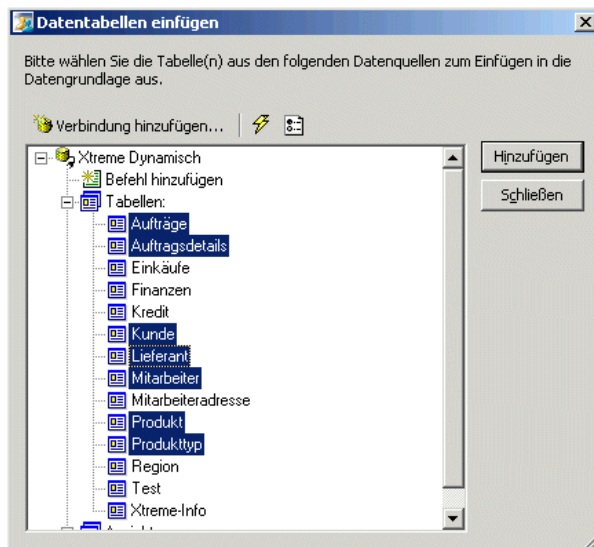 Datentabellen einfügen
Bitte wählen Sie die Tabelle(n) aus den folgenden Datenquellen zum Einfügen in die
Datengrundlage aus.
Verbindung hinzufügen...
Xtreme Dynamisch
Hinzufügen
Befehl hinzufügen
Schließen
Tabellen:
Aufträge
Auftragsdetails
Einkäufe
Finanzen
Kredit
Kunde
Lieferant
Mitarbeiter
Mitarbeiteradresse
Produkt
Produkttyp
Region
Test
Xtreme-Info